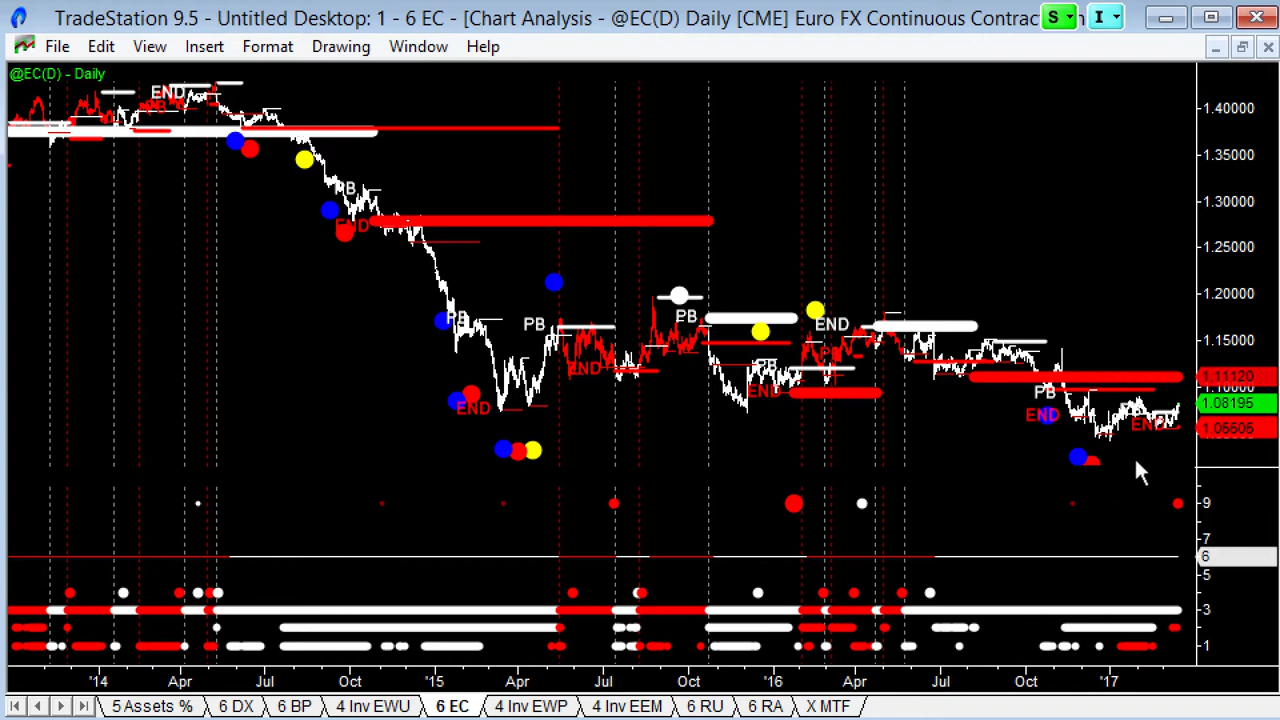 TradeStation 9.5 - Untitled Desktop: 1 - 6 EC - [Chart Analysis - @EC(D) Daily [CME] Euro FX Continuous Contrac n
S I
File Edit View Insert Format Drawing Window Help
@EC(D) - Daily
END
PB
1.40000
1.35000
PB
1.30000
END
1.25000
1.20000
PB PB PB END
1.15000
END PB PB
1.11120
END PB
1.10000
1.08195
END END END
1.06605
9
7
6
5
3
1
'14 Apr Jul Oct '15 Apr Jul Oct '16 Apr Jul Oct '17
5 Assets % 6 DX 6 BP 4 Inv EWU 6 EC 4 Inv EWP 4 Inv EEM 6 RU 6 RA X MTF